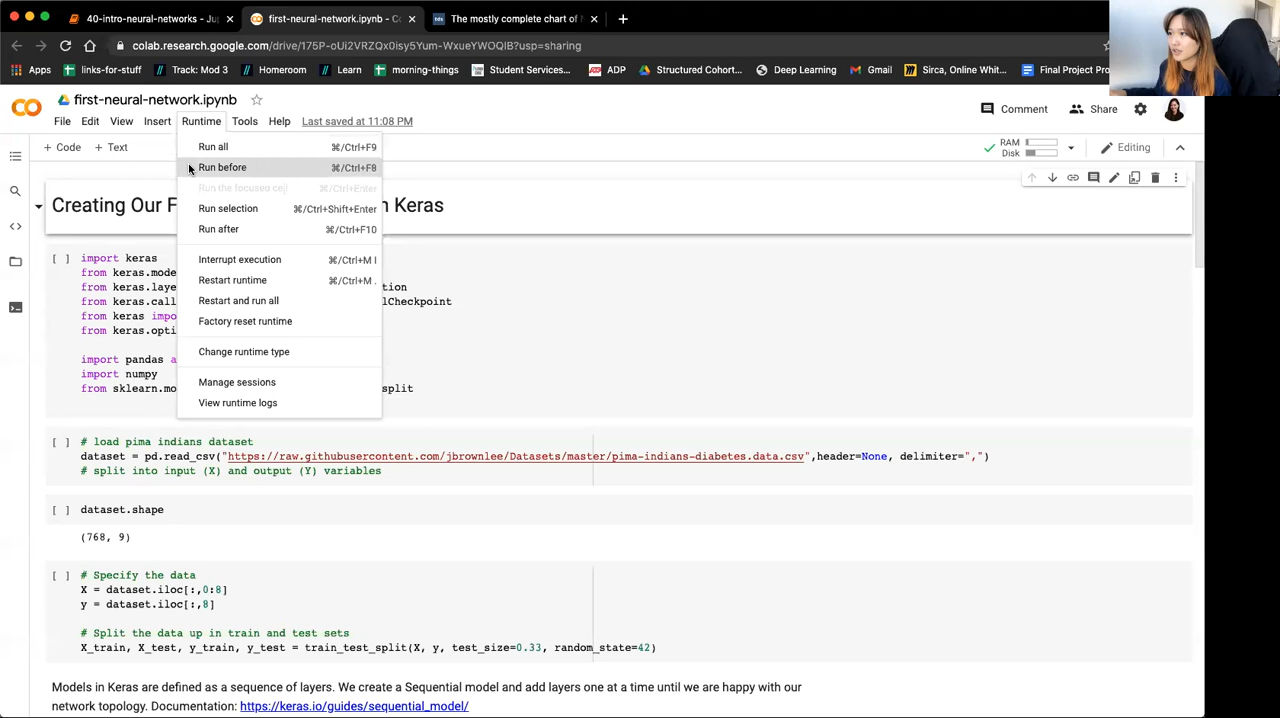 40-intro-neural-networks - Ju
first-neural-network.ipynb - Co
The mostly complete chart of
colab.research.google.com/drive/175P-oUi2VRZQx0isy5Yum-WxueYWOQlB?usp=sharing
Apps
links-for-stuff
Track: Mod 3
Homeroom
Learn
morning-things
Student Services...
ADP
Structured Cohort...
Deep Learning
Gmail
Sirca, Online Whit...
Final Project Pro
first-neural-network.ipynb
File Edit View Insert Runtime Tools Help Last saved at 11:08 PM
Comment
Share
+ Code + Text
RAM
Disk
Editing
Run all ⌘/Ctrl+F9
Run before ⌘/Ctrl+F8
Run the focused cell ⌘/Ctrl+Enter
Run selection ⌘/Ctrl+Shift+Enter
Run after ⌘/Ctrl+F10
Interrupt execution ⌘/Ctrl+M I
Restart runtime ⌘/Ctrl+M .
Restart and run all
Factory reset runtime
Change runtime type
Manage sessions
View runtime logs
Creating Our F
Keras
[ ] import keras
from keras.mode
from keras.laye
from keras.call
lCheckpoint
from keras impo
from keras.opti
import pandas a
import numpy
from sklearn.mo
split
[ ] # load pima indians dataset
dataset = pd.read_csv("https://raw.githubusercontent.com/jbrownlee/Datasets/master/pima-indians-diabetes.data.csv",header=None, delimiter=",")
# split into input (X) and output (Y) variables
[ ] dataset.shape
(768, 9)
[ ] # Specify the data
X = dataset.iloc[:,0:8]
y = dataset.iloc[:,8]
# Split the data up in train and test sets
X_train, X_test, y_train, y_test = train_test_split(X, y, test_size=0.33, random_state=42)
Models in Keras are defined as a sequence of layers. We create a Sequential model and add layers one at a time until we are happy with our
network topology. Documentation: https://keras.io/guides/sequential_model/